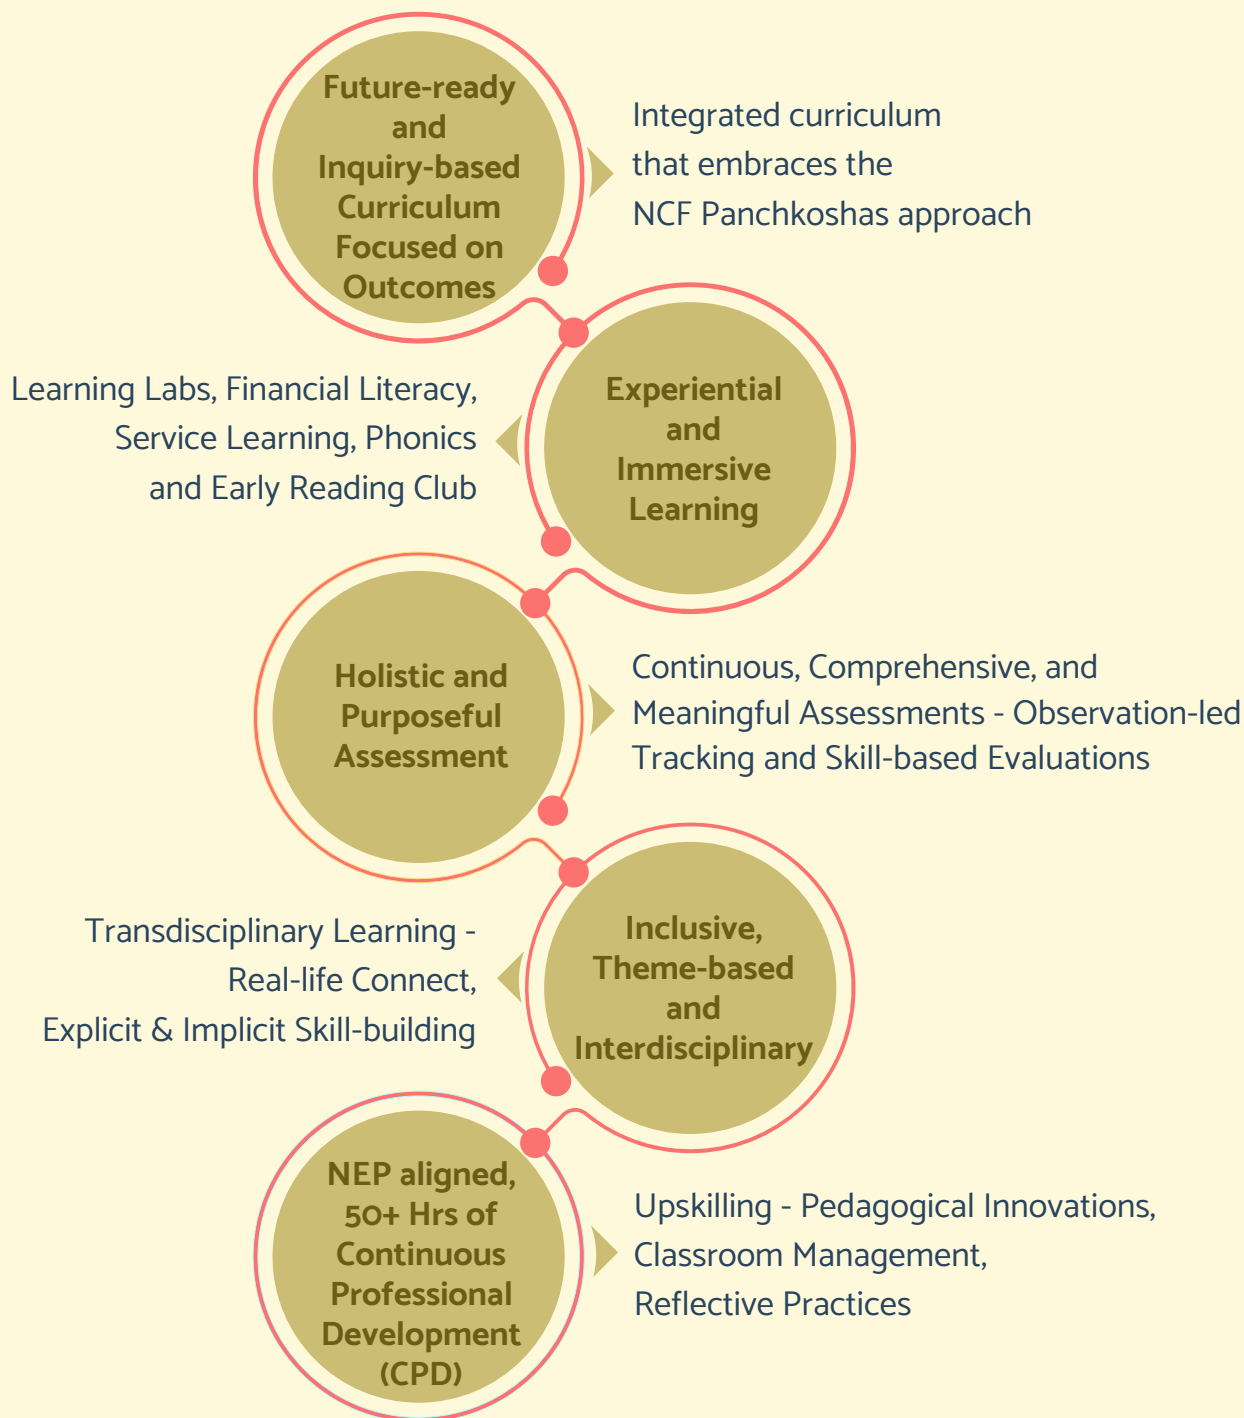 Future-ready
and
Inquiry-based
Curriculum
Focused on
Outcomes
Integrated curriculum
that embraces the
NCF Panchkoshas approach
Experiential
and
Immersive
Learning
Learning Labs, Financial Literacy,
Service Learning, Phonics
and Early Reading Club
Holistic and
Purposeful
Assessment
Continuous, Comprehensive, and
Meaningful Assessments - Observation-led
Tracking and Skill-based Evaluations
Inclusive,
Theme-based
and
Interdisciplinary
Transdisciplinary Learning -
Real-life Connect,
Explicit & Implicit Skill-building
NEP aligned,
50+ Hrs of
Continuous
Professional
Development
(CPD)
Upskilling - Pedagogical Innovations,
Classroom Management,
Reflective Practices